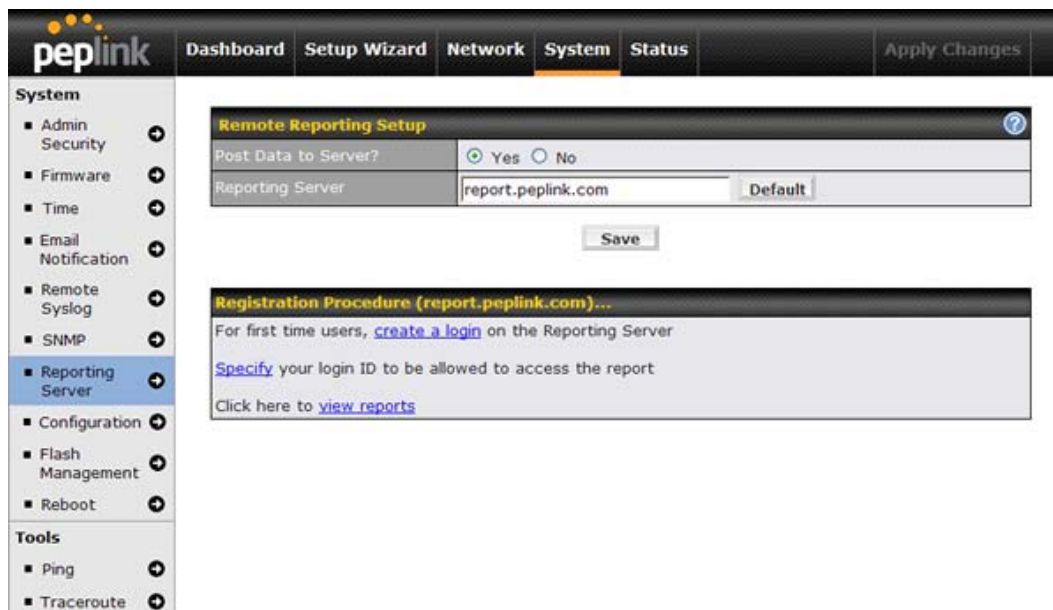 peplink
Dashboard Setup Wizard Network System Status Apply Changes
System
Admin
Security
Firmware
Time
Email
Notification
Remote
Syslog
SNMP
Reporting
Server
Configuration
Flash
Management
Reboot
Tools
Ping
Traceroute
Remote Reporting Setup ?
Post Data to Server? Yes No
Reporting Server report.peplink.com Default
Save
Registration Procedure (report.peplink.com)...
For first time users, create a login on the Reporting Server
Specify your login ID to be allowed to access the report
Click here to view reports